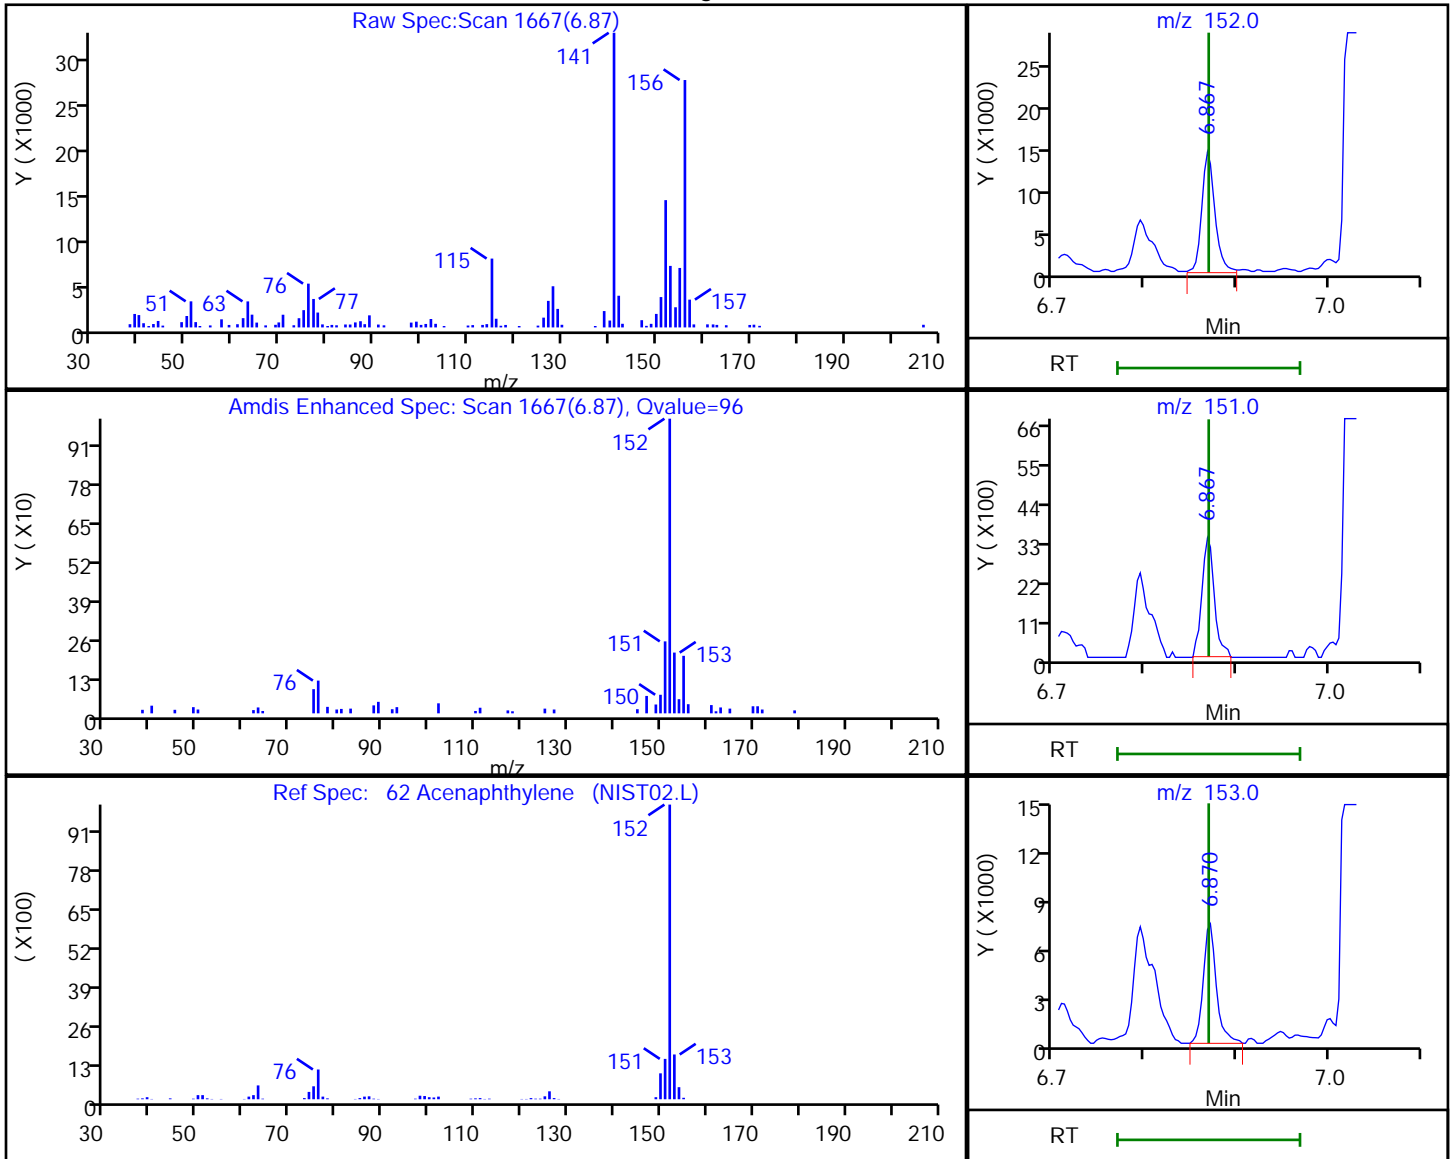 Raw Spec:Scan 1667(6.87)
Y ( X1000)
30
25
20
15
10
5
0
141
156
115
76
77
51
63
157
30 50 70 90 110 130 150 170 190 210
m/z
m/z 152.0
Y ( X1000)
25
20
15
10
5
0
6.867
6.7 7.0
Min
RT
Amdis Enhanced Spec: Scan 1667(6.87), Qvalue=96
Y ( X10)
91
78
65
52
39
26
13
0
152
151
153
150
76
30 50 70 90 110 130 150 170 190 210
m/z
m/z 151.0
Y ( X100)
66
55
44
33
22
11
0
6.867
6.7 7.0
Min
RT
Ref Spec: 62 Acenaphthylene (NIST02.L)
( X100)
91
78
65
52
39
26
13
0
152
151
153
76
30 50 70 90 110 130 150 170 190 210
m/z 153.0
Y ( X1000)
15
12
9
6
3
0
6.870
6.7 7.0
Min
RT